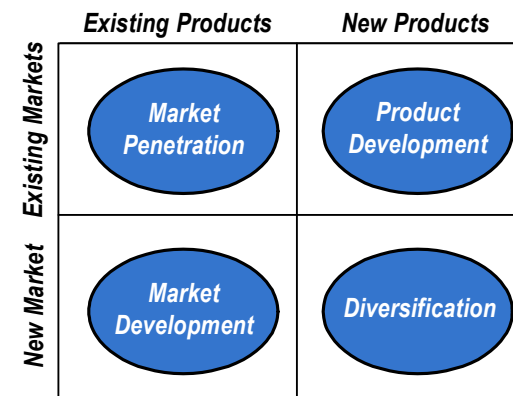 Existing Products
New Products
Existing Markets
Market
Penetration
Product
Development
New Market
Market
Development
Diversification